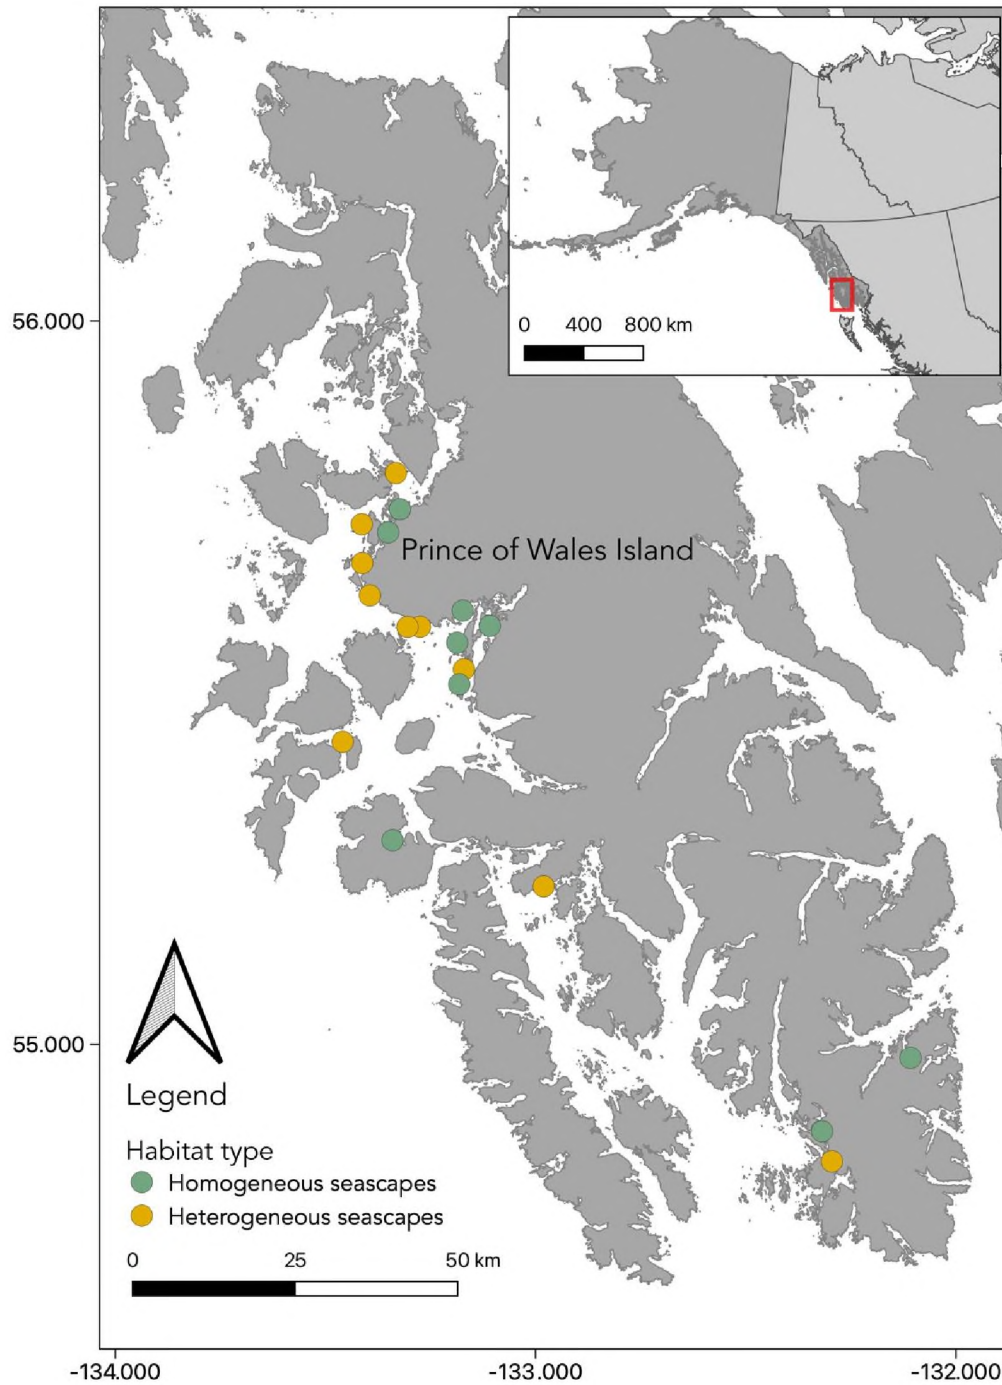 0 400 800 km
56.000
Prince of Wales Island
55.000
Legend
Habitat type
Homogeneous seascapes
Heterogeneous seascapes
0 25 50 km
-134.000 -133.000 -132.000